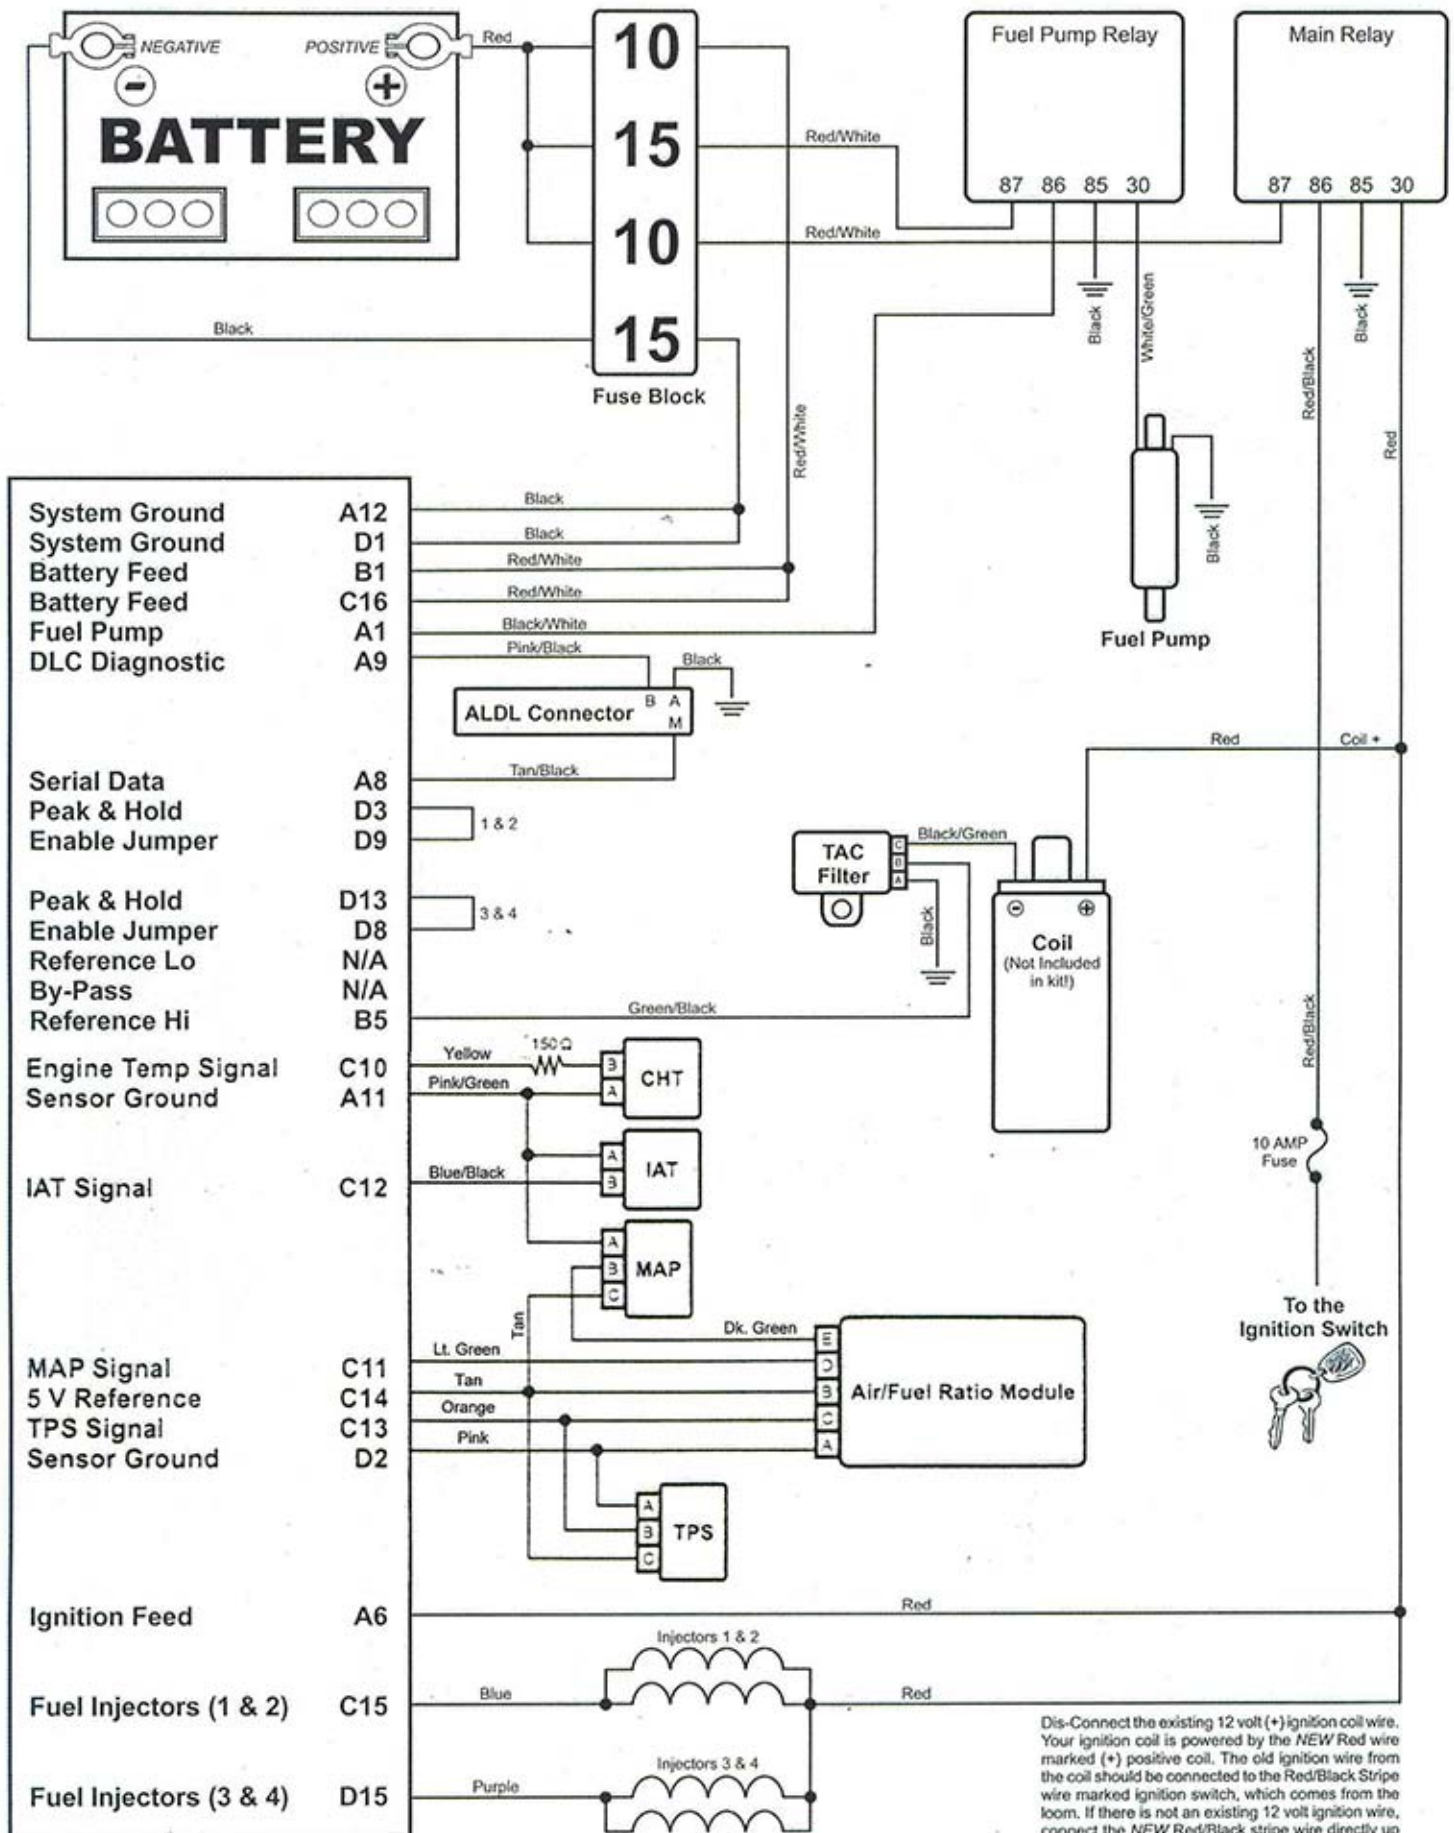 NEGATIVE
POSITIVE
Red
-
+
BATTERY
10
15
10
15
Fuse Block
Red/White
Red/White
Black
Red/White
Fuel Pump Relay
87 86 85 30
Main Relay
87 86 85 30
Black
White/Green
Black
Red/Black
Red
Black
Fuel Pump
System Ground A12 Black
System Ground D1 Black
Battery Feed B1 Red/White
Battery Feed C16 Red/White
Fuel Pump A1 Black/White
DLC Diagnostic A9 Pink/Black
Black
ALDL Connector B A
M
Serial Data A8 Tan/Black
Peak & Hold D3
1 & 2
Enable Jumper D9
Peak & Hold D13
3 & 4
Enable Jumper D8
Reference Lo N/A
By-Pass N/A
Reference Hi B5 Green/Black
Red Coil +
TAC
Filter
C
B
A
Black/Green
Black
- +
Coil
(Not Included
in kit!)
Red/Black
10 AMP
Fuse
To the
Ignition Switch
Engine Temp Signal C10 Yellow 150 Ω B
CHT
Sensor Ground A11 Pink/Green A
A
IAT
IAT Signal C12 Blue/Black B
A
B MAP
C
Tan
Dk. Green E
MAP Signal C11 Lt. Green D
5 V Reference C14 Tan B Air/Fuel Ratio Module
TPS Signal C13 Orange C
Sensor Ground D2 Pink A
A
B TPS
C
Ignition Feed A6 Red
Injectors 1 & 2
Fuel Injectors (1 & 2) C15 Blue Red
Injectors 3 & 4
Fuel Injectors (3 & 4) D15 Purple
Dis-Connect the existing 12 volt (+) ignition coil wire.
Your ignition coil is powered by the NEW Red wire
marked (+) positive coil. The old ignition wire from
the coil should be connected to the Red/Black Stripe
wire marked ignition switch, which comes from the
loom. If there is not an existing 12 volt ignition wire,
connect the NEW Red/Black stripe wire directly up